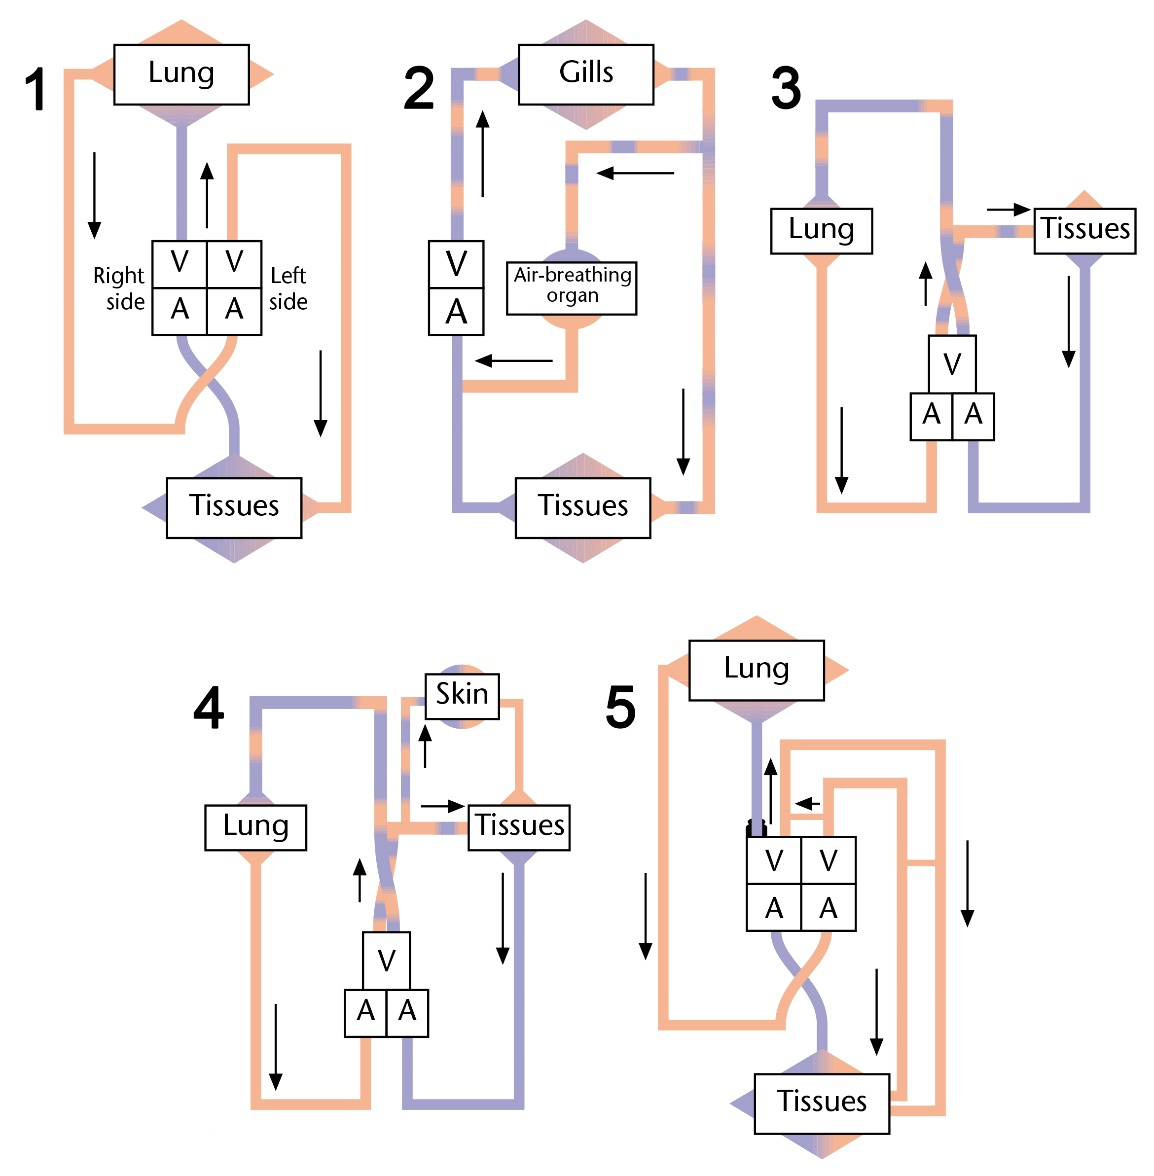 1
Lung
Right side
V V
A A
Left side
Tissues
2
Gills
V
A
Air-breathing
organ
Tissues
3
Lung
Tissues
V
A A
4
Skin
Lung
Tissues
V
A A
5
Lung
V V
A A
Tissues